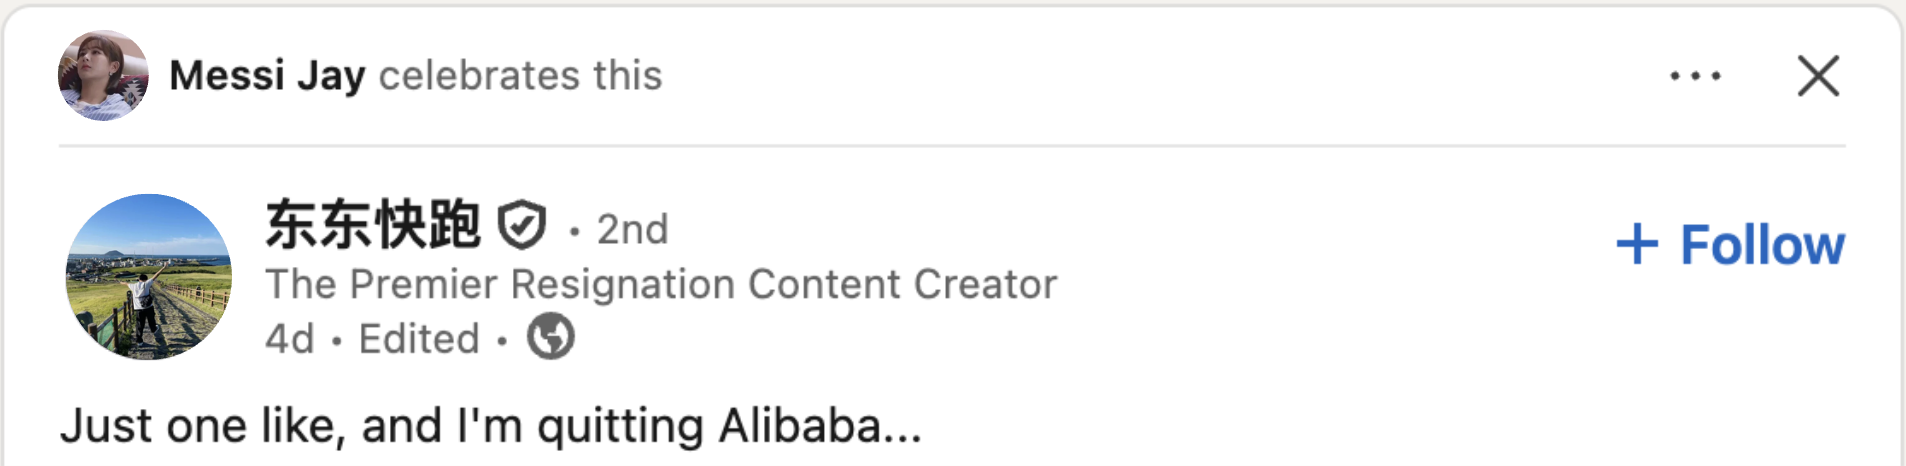 Messi Jay celebrates this
东东快跑 • 2nd
+ Follow
The Premier Resignation Content Creator
4d • Edited •
Just one like, and I'm quitting Alibaba...